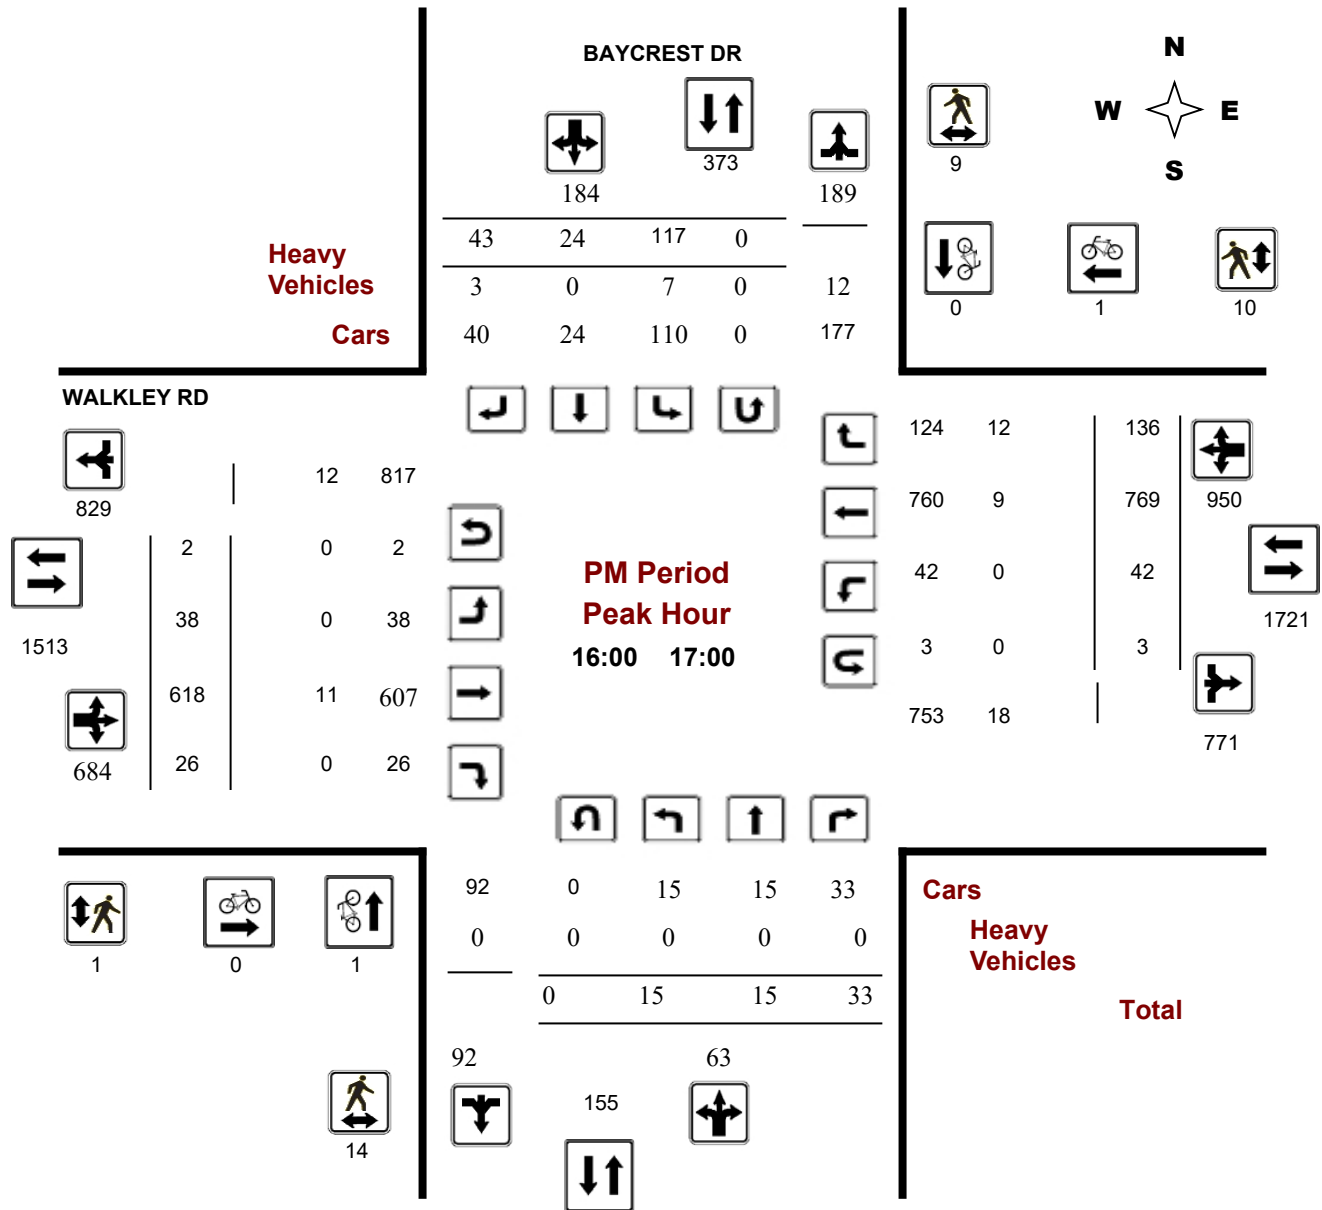 BAYCREST DR
N
W E
S
373
9
184 189
43 24 117 0
Heavy
Vehicles
3 0 7 0 12
0 1 10
Cars
40 24 110 0 177
WALKLEY RD
124 12 136
12 817
829
760 9 769 950
2 0 2
PM Period
42 0 42
38 0 38
Peak Hour
1513
1721
16:00 17:00
3 0 3
618 11 607
753 18
771
684 26 0 26
92 0 15 15 33
Cars
0 0 0 0 0
Heavy
Vehicles
1 0 1
0 15 15 33
Total
92 63
155
14